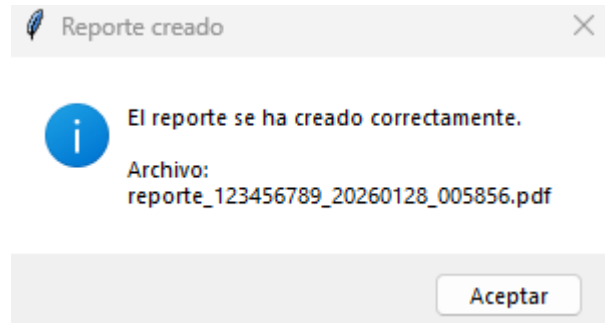 Reporte creado
El reporte se ha creado correctamente.
Archivo:
reporte_123456789_20260128_005856.pdf
Aceptar